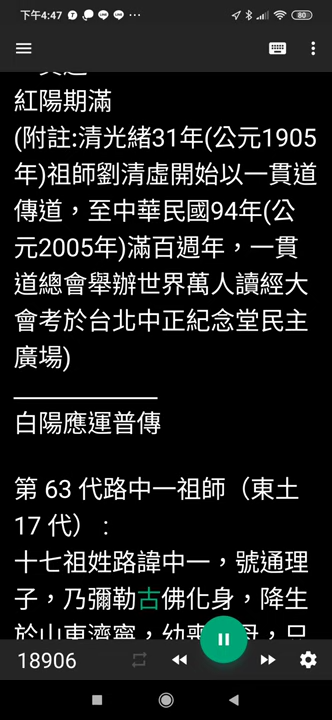 下午4:47
80
紅陽期滿
(附註:清光緒31年(公元1905
年)祖師劉清虛開始以一貫道
傳道，至中華民國94年(公
元2005年)滿百週年，一貫
道總會舉辦世界萬人讀經大
會考於台北中正紀念堂民主
廣場)
白陽應運普傳
第 63 代路中一祖師（東土
17 代）:
十七祖姓路諱中一，號通理
子，乃彌勒古佛化身，降生
於山東濟寧，幼喪
18906